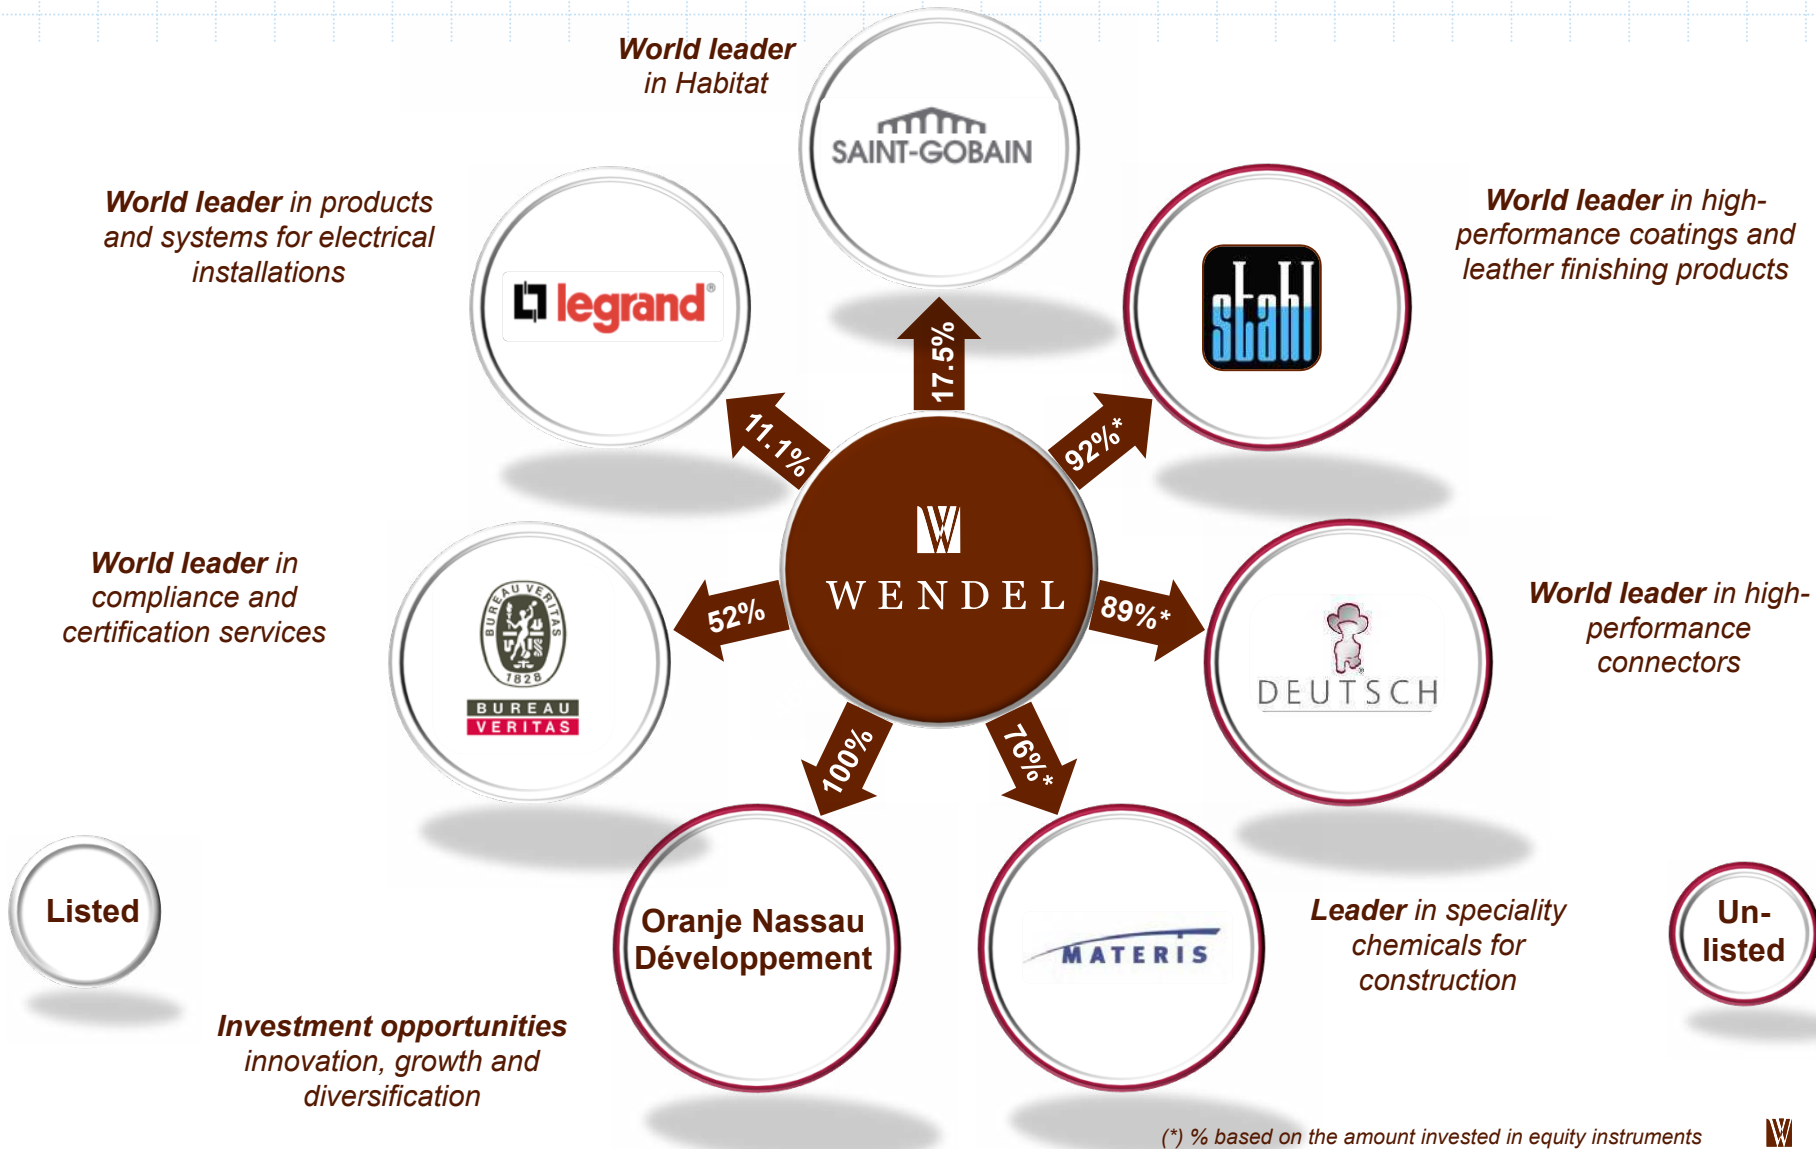 World leader
in Habitat
SAINT-GOBAIN
World leader in products
and systems for electrical
installations
legrand®
World leader in high-
performance coatings and
leather finishing products
stahl
17.5%
11.1%
92%*
WENDEL
World leader in
compliance and
certification services
BUREAU VERITAS
1828
BUREAU
VERITAS
52%
89%*
DEUTSCH
®
World leader in high-
performance
connectors
100%
76%*
Listed
Oranje Nassau
Développement
MATERIS
Leader in speciality
chemicals for
construction
Un-
listed
Investment opportunities
innovation, growth and
diversification
(*) % based on the amount invested in equity instruments